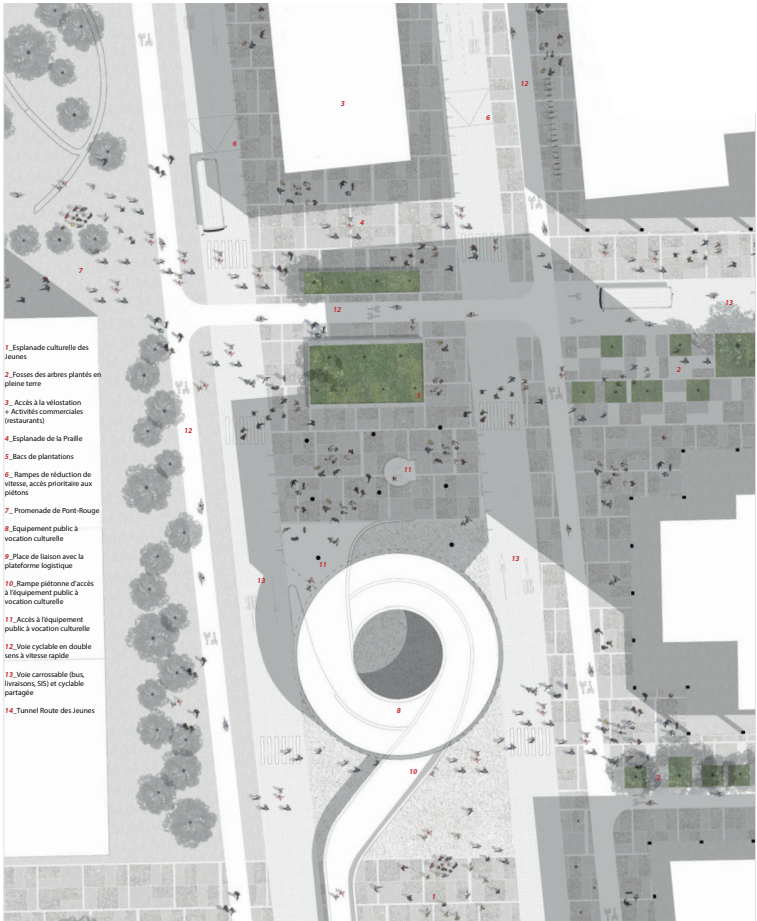 3
12
6
6
4
7
12
13
2
5
12
11
11
13
13
8
10
2
1
1_Esplanade culturelle des
Jeunes
2_Fosses des arbres plantés en
pleine terre
3_ Accès à la vélostation
+ Activités commerciales
(restaurants)
4_Esplanade de la Praille
5_Bacs de plantations
6_ Rampes de réduction de
vitesse, accès prioritaire aux
piétons
7_ Promenade de Pont-Rouge
8_Equipement public à
vocation culturelle
9_Place de liaison avec la
plateforme logistique
10_Rampe piétonne d'accès
à l'équipement public à
vocation culturelle
11_Accès à l'équipement
public à vocation culturelle
12_Voie cyclable en double
sens à vitesse rapide
13_Voie carrossable (bus,
livraisons, SIS) et cyclable
partagée
14_Tunnel Route des Jeunes